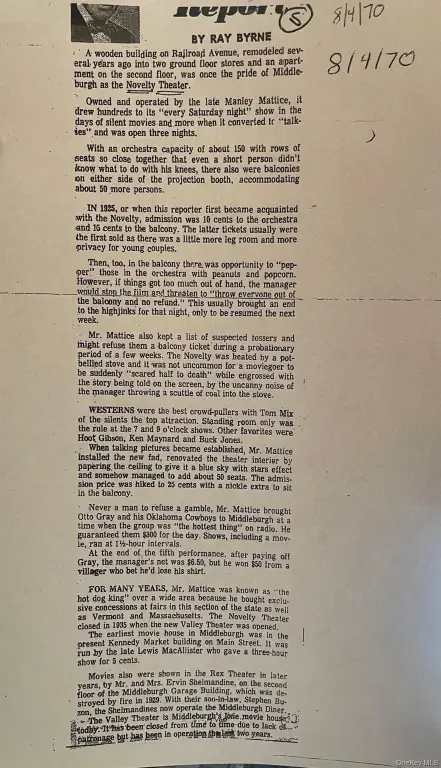 Report
5
8/4/70
8/4/70
BY RAY BYRNE
A wooden building on Railroad Avenue, remodeled sev-
eral years ago into two ground floor stores and an apart-
ment on the second floor, was once the pride of Middle-
burgh as the Novelty Theater.
Owned and operated by the late Manley Mattice, it
drew hundreds to its "every Saturday night" show in the
days of silent movies and more when it converted to "talk-
ies" and was open three nights.
With an orchestra capacity of about 150 with rows of
seats so close together that even a short person didn't
know what to do with his knees, there also were balconies
on either side of the projection booth, accommodating
about 50 more persons.
IN 1925, or when this reporter first became acquainted
with the Novelty, admission was 10 cents to the orchestra
and 15 cents to the balcony. The latter tickets usually were
the first sold as there was a little more leg room and more
privacy for young couples.
Then, too, in the balcony there was opportunity to "pep-
per" those in the orchestra with peanuts and popcorn.
However, if things got too much out of hand, the manager
would stop the film and threaten to "throw everyone out of
the balcony and no refund." This usually brought an end
to the highjinks for that night, only to be resumed the next
week.
Mr. Mattice also kept a list of suspected tossers and
might refuse them a balcony ticket during a probationary
period of a few weeks. The Novelty was heated by a pot-
bellied stove and it was not uncommon for a moviegoer to
be suddenly "scared half to death" while engrossed with
the story being told on the screen, by the uncanny noise of
the manager throwing a scuttle of coal into the stove.
WESTERNS were the best crowd-pullers with Tom Mix
of the silents the top attraction. Standing room only was
the rule at the 7 and 9 o'clock shows. Other favorites were
Hoot Gibson, Ken Maynard and Buck Jones.
When talking pictures became established, Mr. Mattice
installed the new fad, renovated the theater interior by
papering the ceiling to give it a blue sky with stars effect
and somehow managed to add about 50 seats. The admis-
sion price was hiked to 25 cents with a nickle extra to sit
in the balcony.
Never a man to refuse a gamble, Mr. Mattice brought
Otto Gray and his Oklahoma Cowboys to Middleburgh at a
time when the group was "the hottest thing" on radio. He
guaranteed them $300 for the day. Shows, including a mov-
ie, ran at 1½-hour intervals.
At the end of the fifth performance, after paying off
Gray, the manager's net was $6.50, but he won $50 from a
villager who bet he'd lose his shirt.
FOR MANY YEARS, Mr. Mattice was known as "the
hot dog king" over a wide area because he bought exclu-
sive concessions at fairs in this section of the state as well
as Vermont and Massachusetts. The Novelty Theater
closed in 1935 when the new Valley Theater was opened.
The earliest movie house in Middleburgh was in the
present Kennedy Market building on Main Street. It was
run by the late Lewis MacAllister who gave a three-hour
show for 5 cents.
Movies also were shown in the Rex Theater in later
years, by Mr. and Mrs. Ervin Shelmandine, on the second
floor of the Middleburgh Garage Building, which was de-
stroyed by fire in 1929. With their son-in-law, Stephen Bu-
zon, the Shelmandines now operate the Middleburgh Diner.
The Valley Theater is Middleburgh's lone movie house
today. It has been closed from time to time due to lack of
patronage but has been in operation the last two years.
OneKey MLS